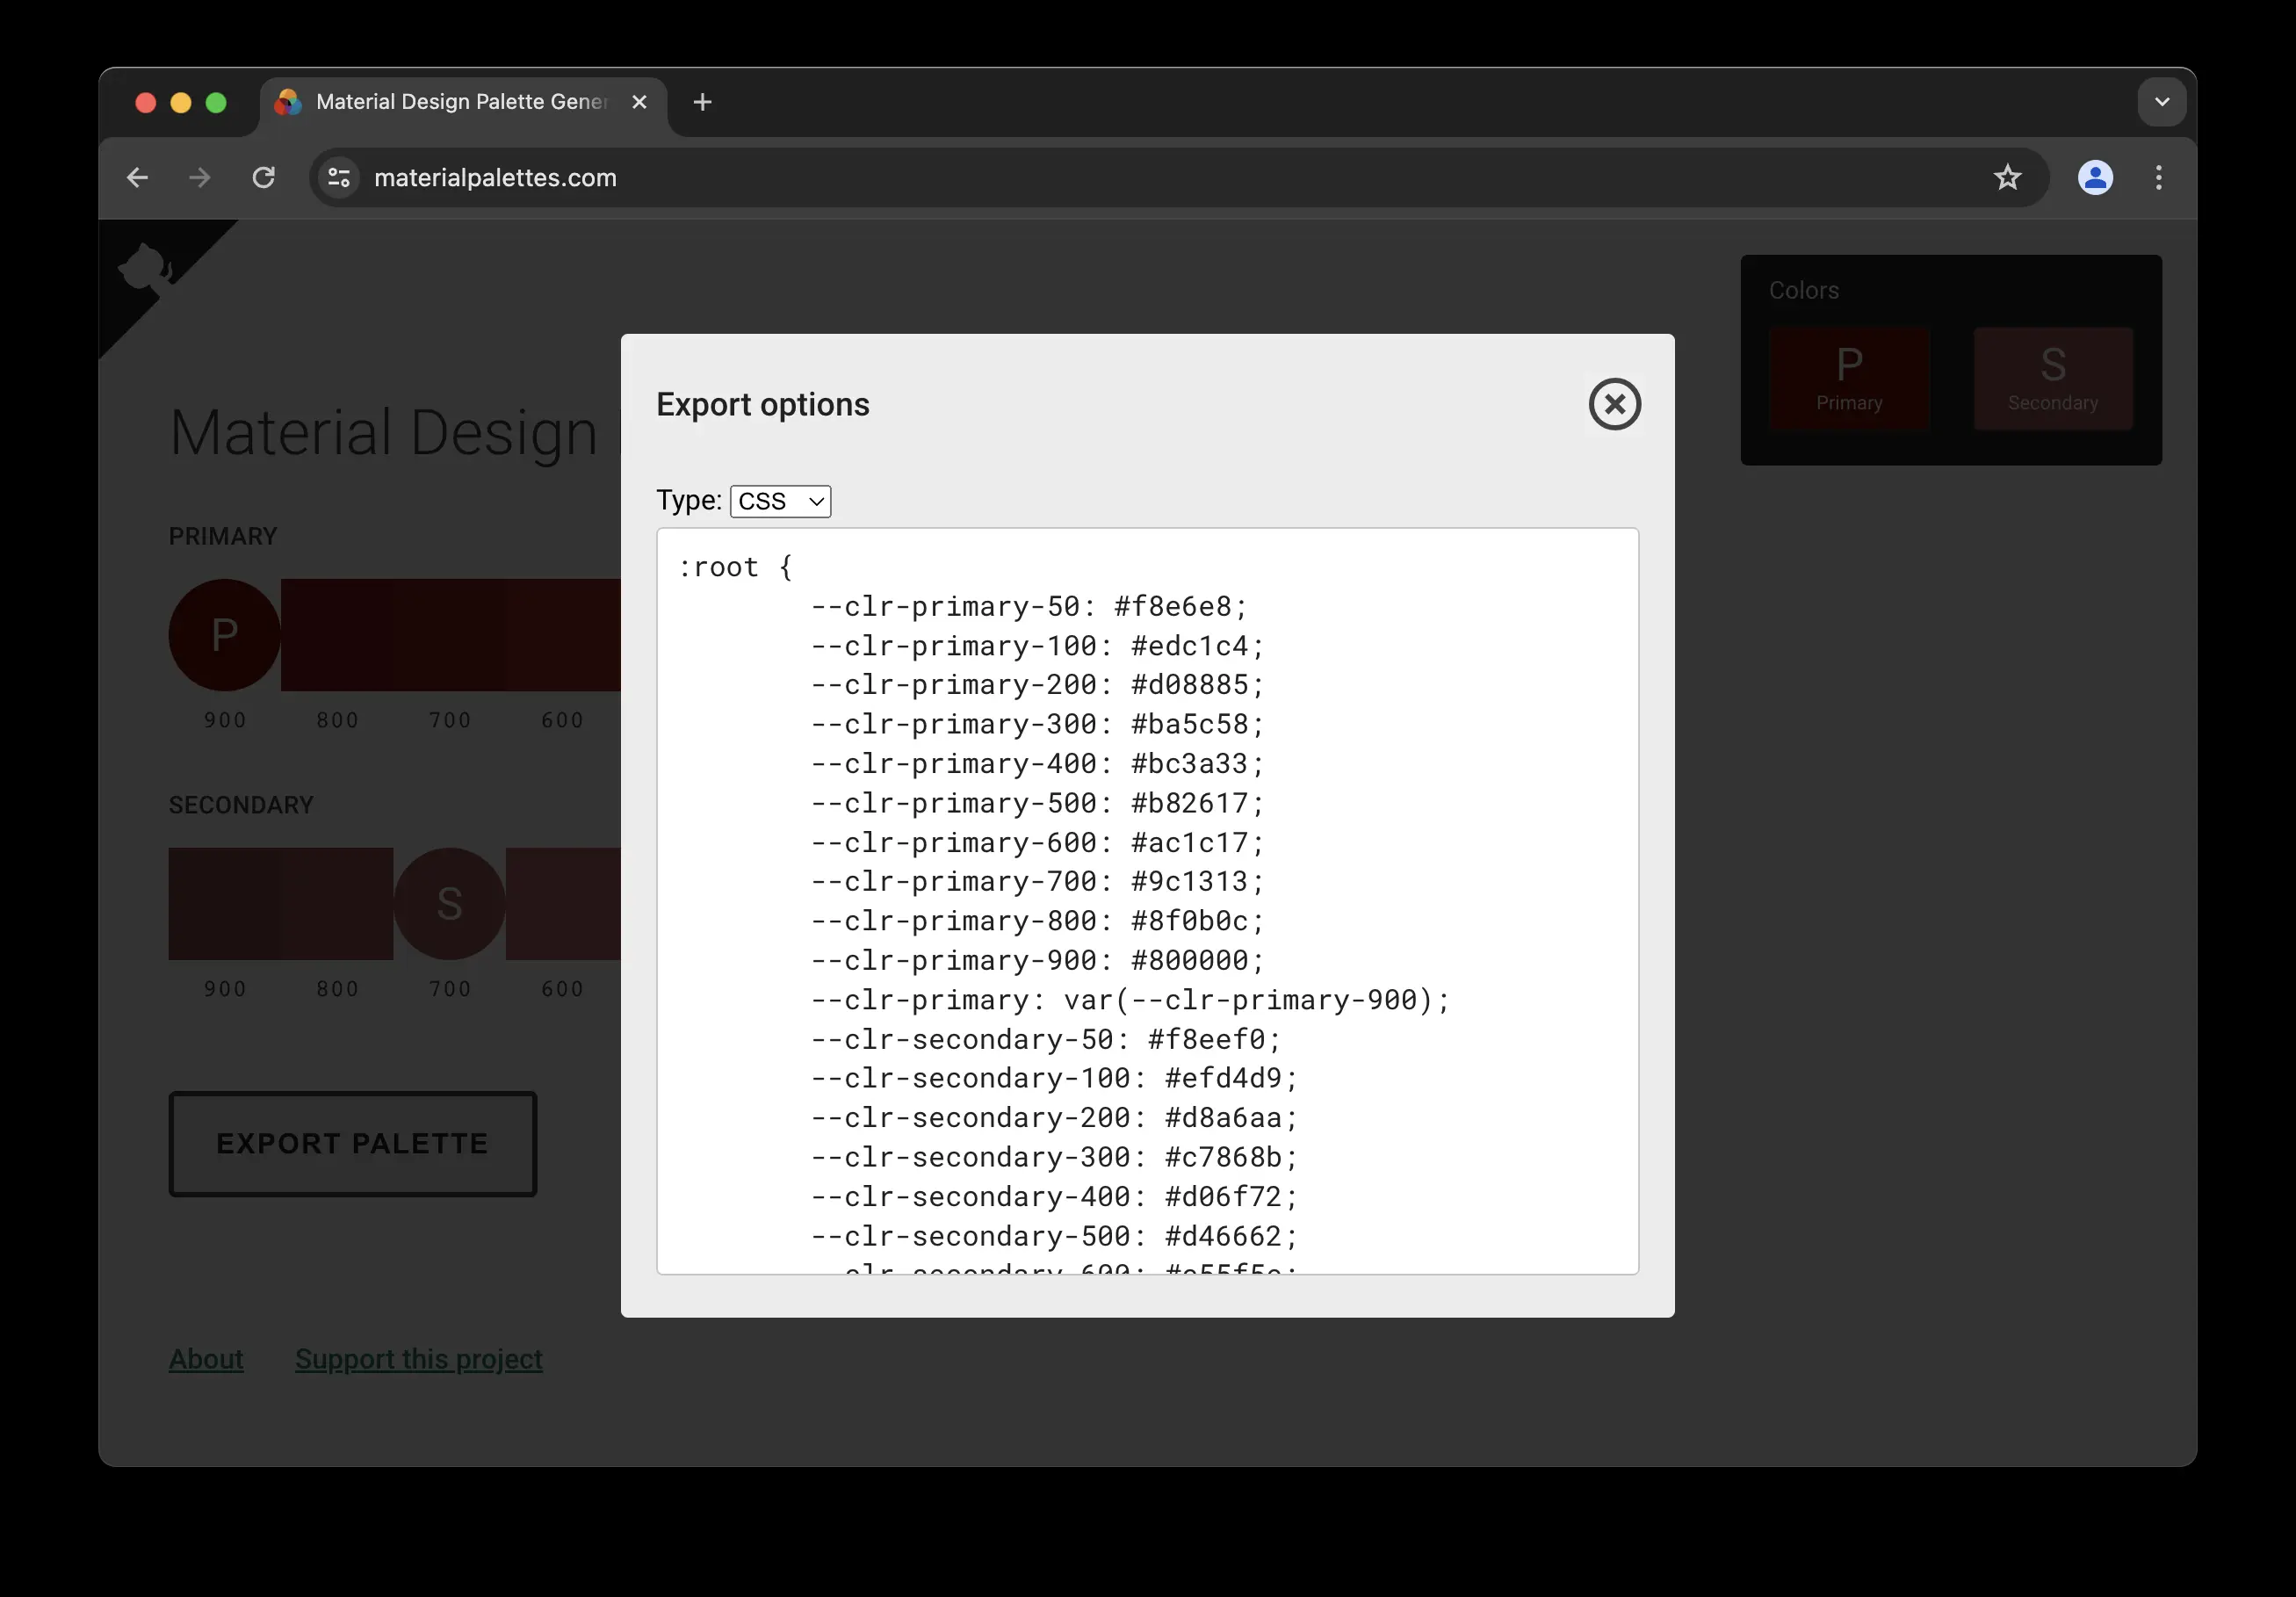 Material Design Palette Gene
materialpalettes.com
Colors
P
Primary
S
Secondary
Material Design
PRIMARY
P
900 800 700 600
SECONDARY
S
900 800 700 600
EXPORT PALETTE
About Support this project
Export options
Type: CSS
:root {
--clr-primary-50: #f8e6e8;
--clr-primary-100: #edc1c4;
--clr-primary-200: #d08885;
--clr-primary-300: #ba5c58;
--clr-primary-400: #bc3a33;
--clr-primary-500: #b82617;
--clr-primary-600: #ac1c17;
--clr-primary-700: #9c1313;
--clr-primary-800: #8f0b0c;
--clr-primary-900: #800000;
--clr-primary: var(--clr-primary-900);
--clr-secondary-50: #f8eef0;
--clr-secondary-100: #efd4d9;
--clr-secondary-200: #d8a6aa;
--clr-secondary-300: #c7868b;
--clr-secondary-400: #d06f72;
--clr-secondary-500: #d46662;